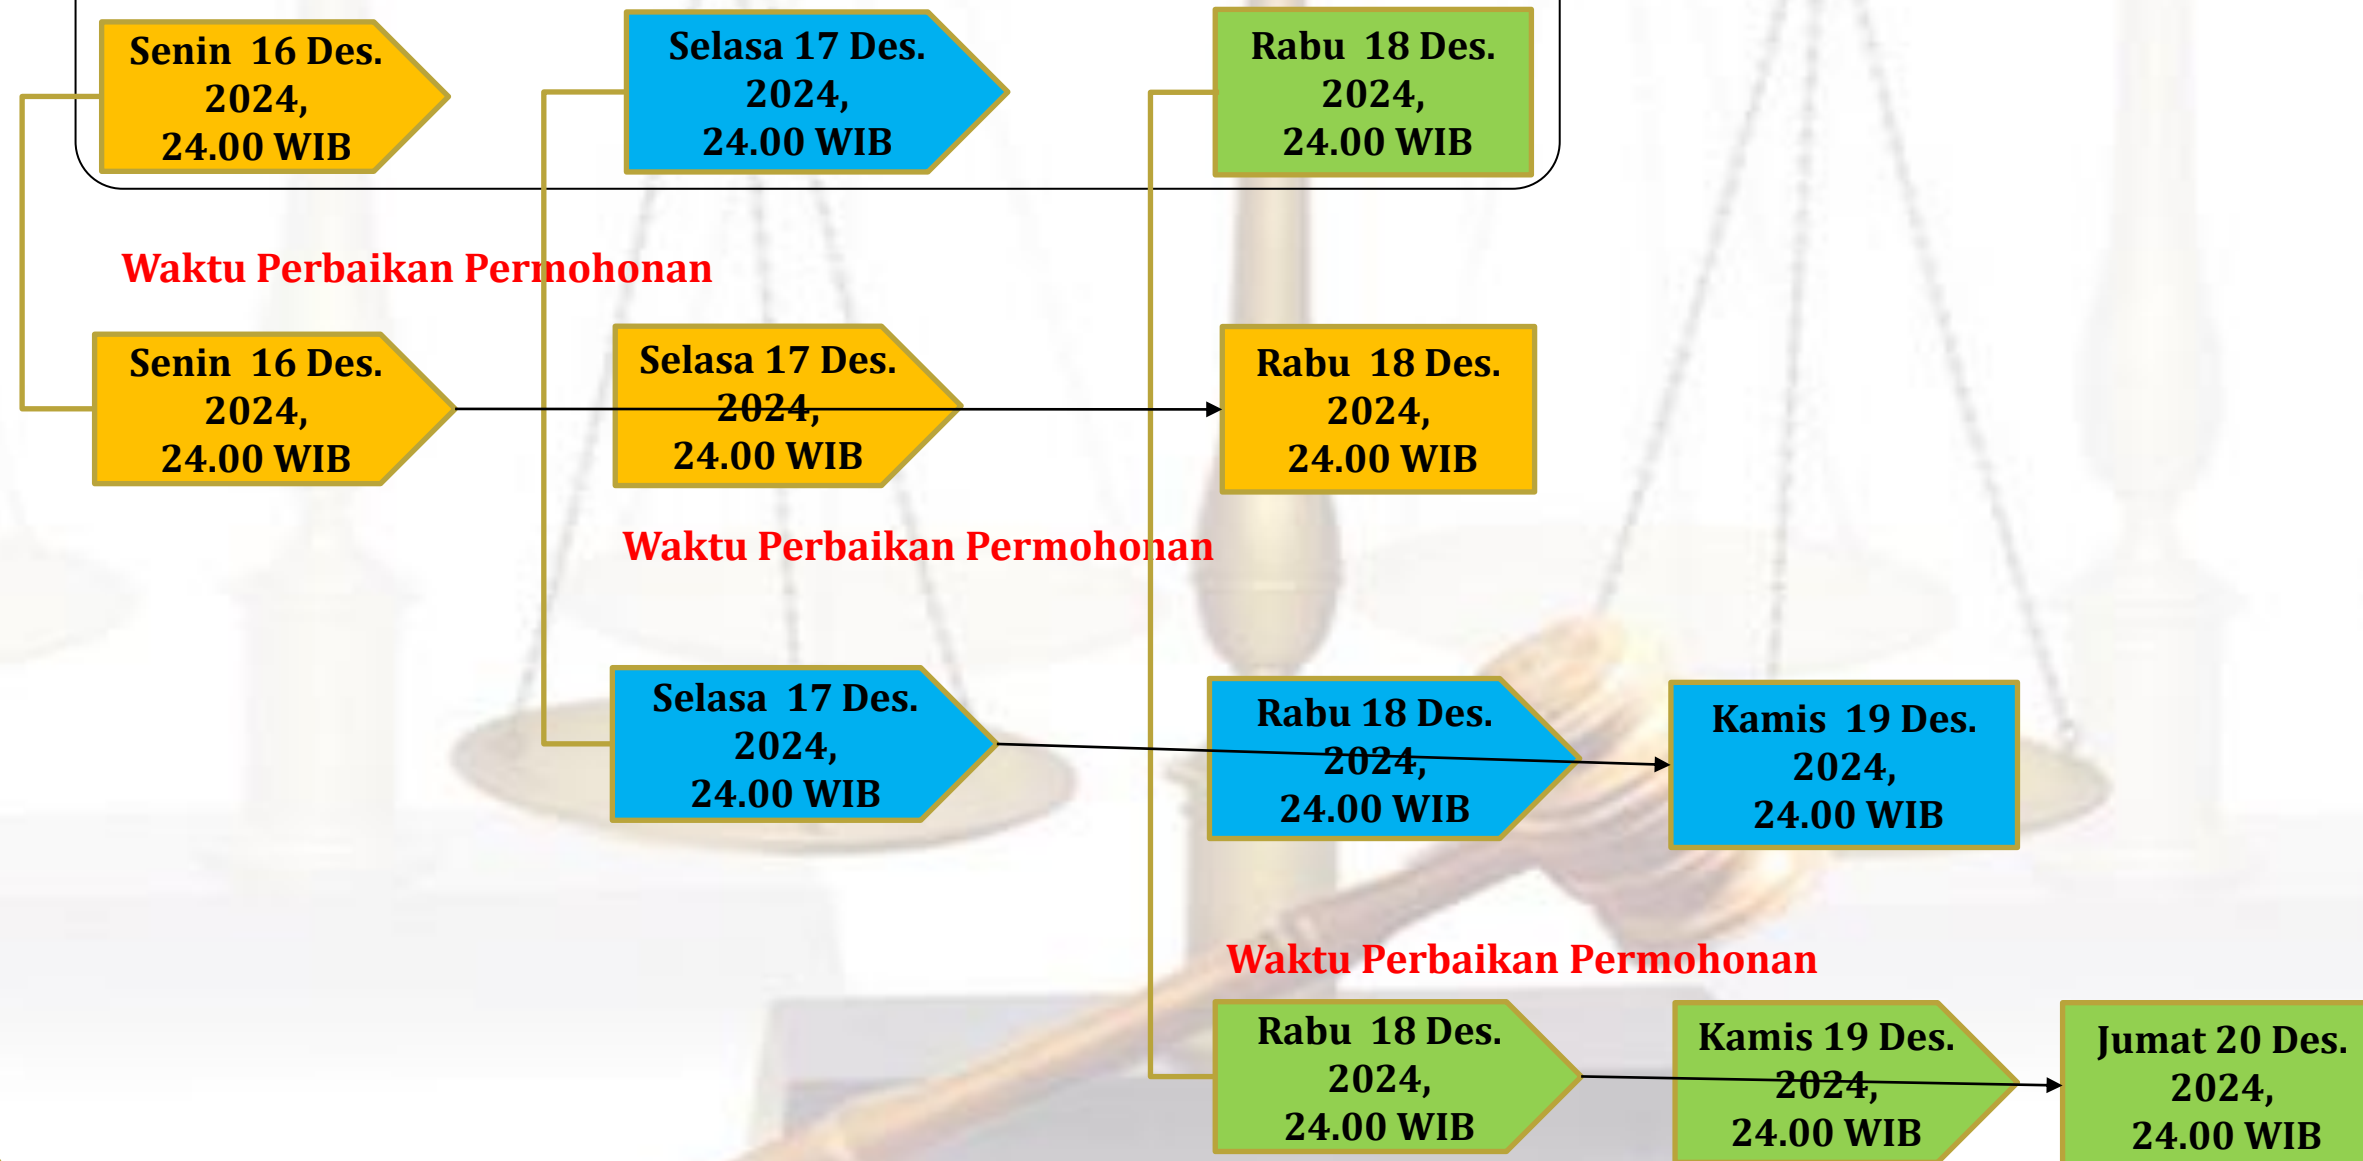 Senin 16 Des.
2024,
24.00 WIB
Selasa 17 Des.
2024,
24.00 WIB
Rabu 18 Des.
2024,
24.00 WIB
Waktu Perbaikan Permohonan
Senin 16 Des.
2024,
24.00 WIB
Selasa 17 Des.
2024,
24.00 WIB
Rabu 18 Des.
2024,
24.00 WIB
Waktu Perbaikan Permohonan
Selasa 17 Des.
2024,
24.00 WIB
Rabu 18 Des.
2024,
24.00 WIB
Kamis 19 Des.
2024,
24.00 WIB
Waktu Perbaikan Permohonan
Rabu 18 Des.
2024,
24.00 WIB
Kamis 19 Des.
2024,
24.00 WIB
Jumat 20 Des.
2024,
24.00 WIB